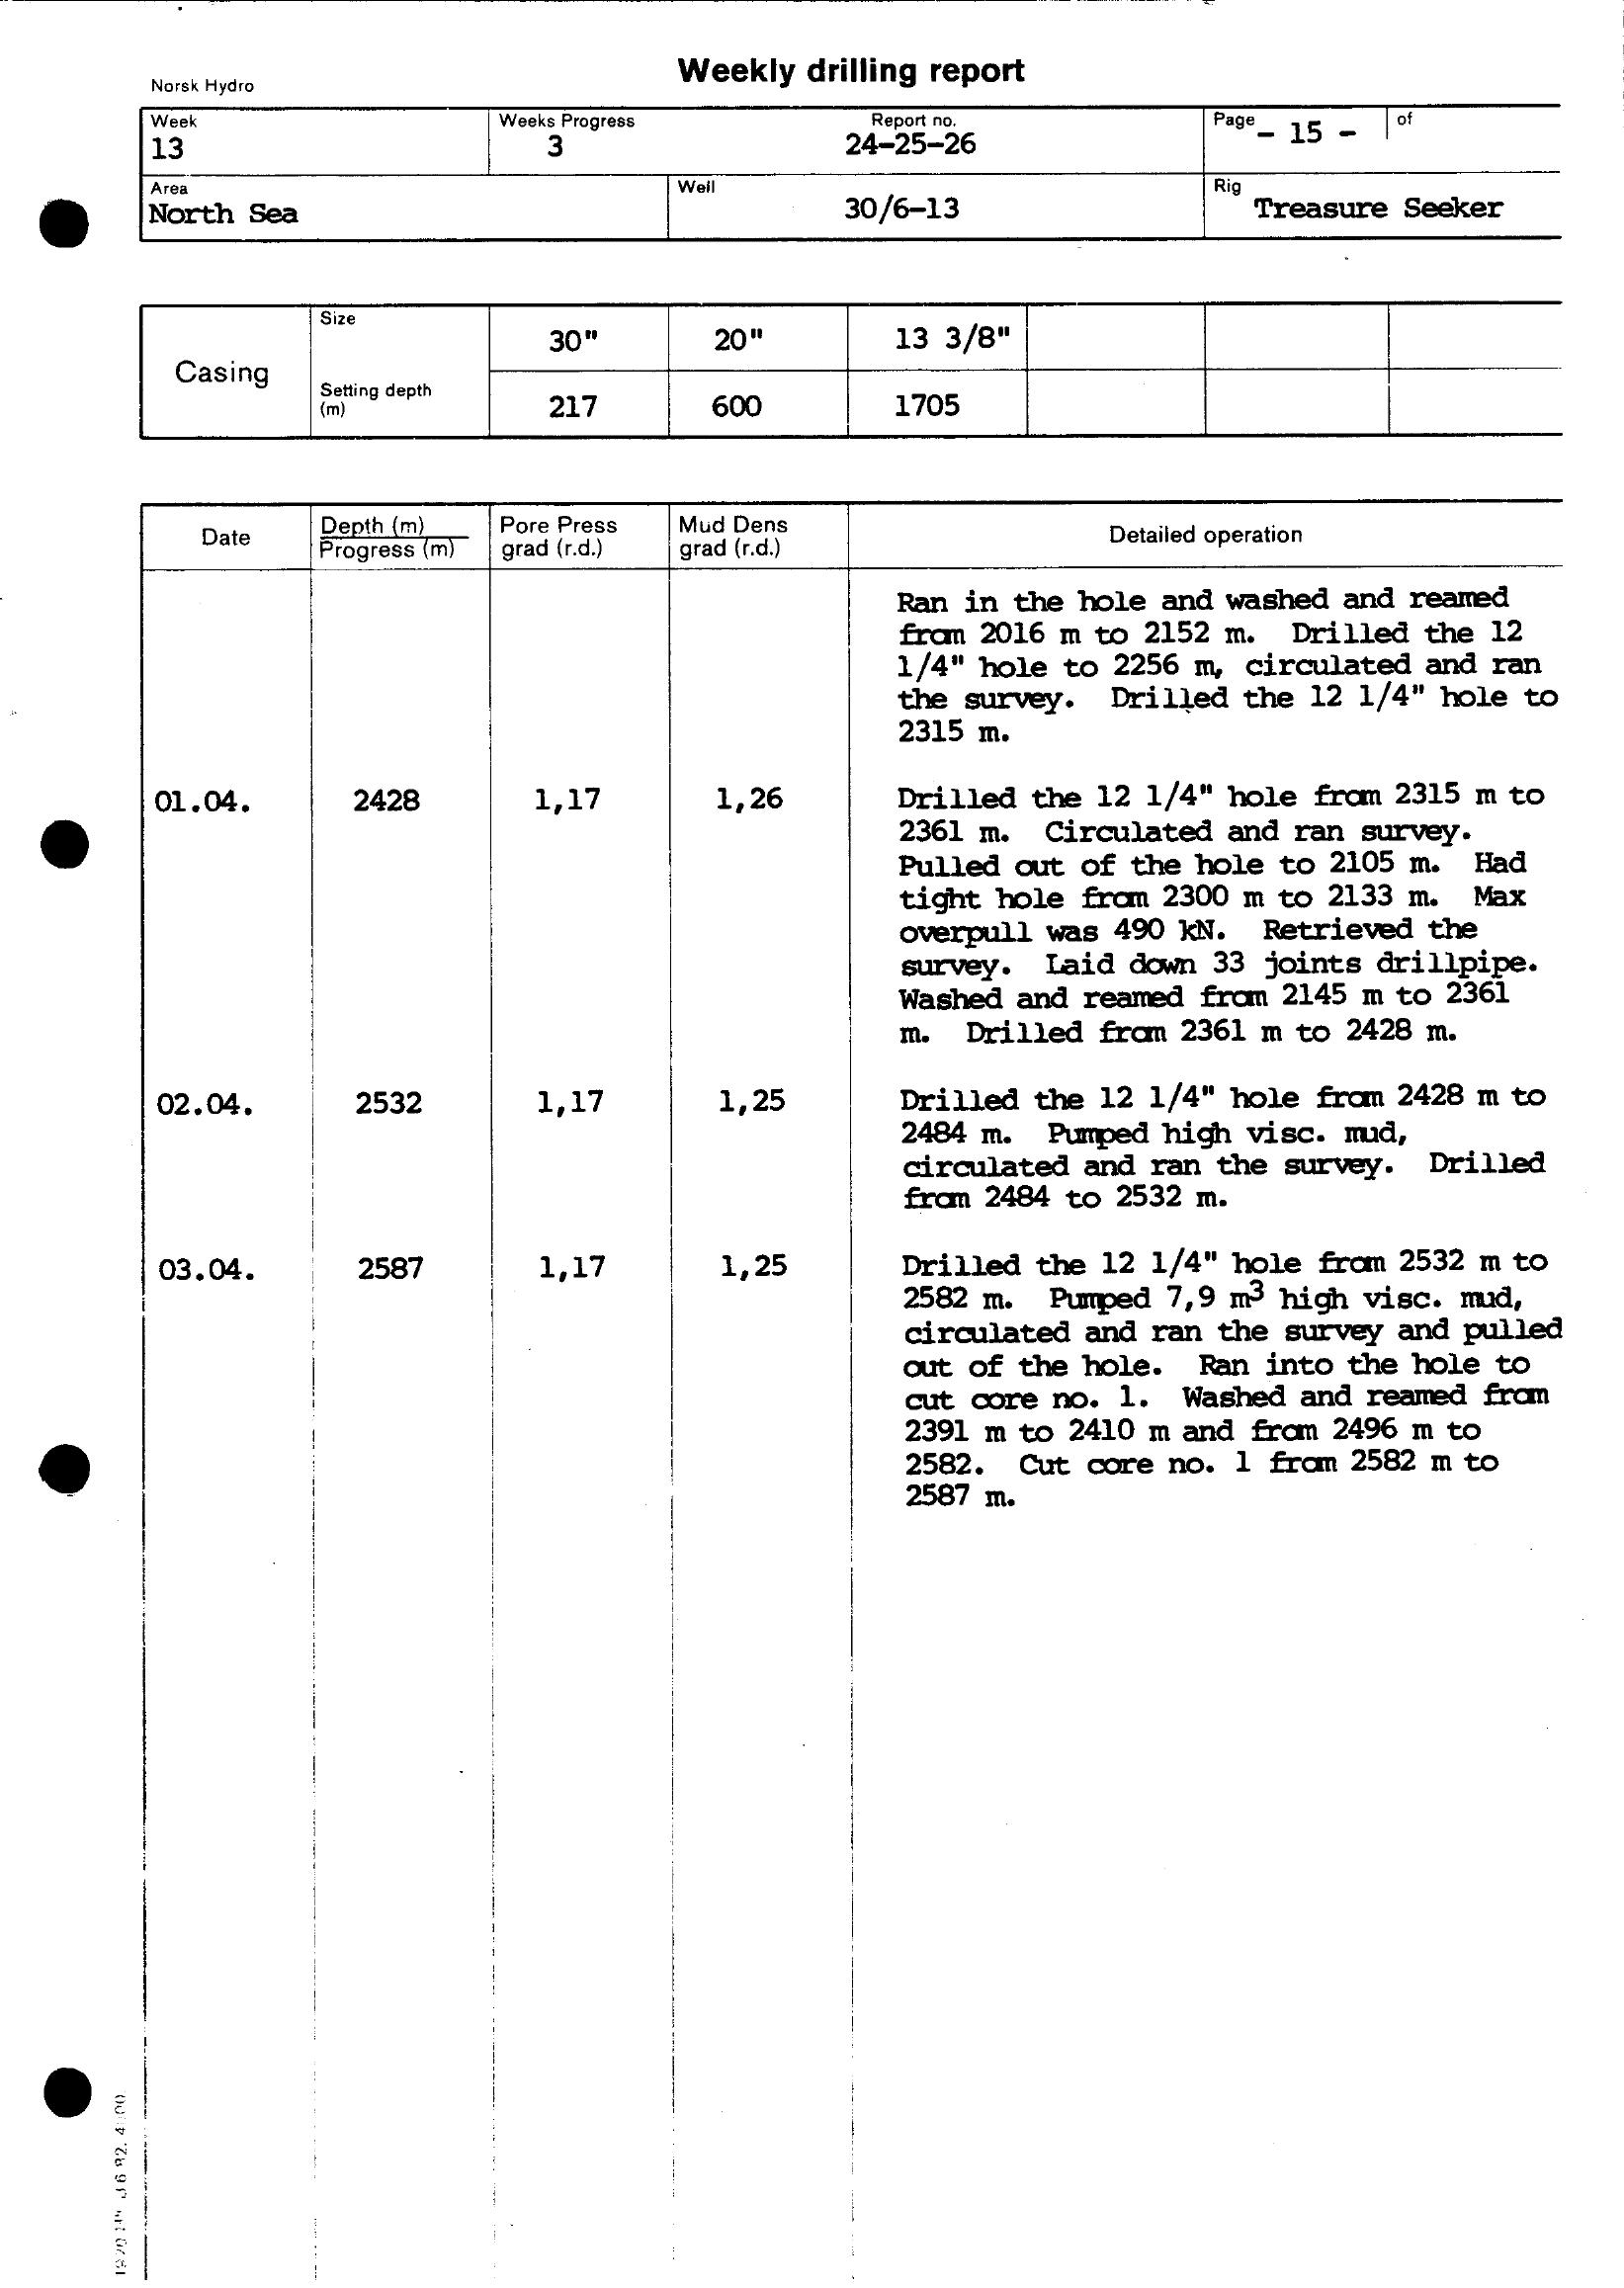 Weekly drilling report
Norsk Hydro
Week
13
Weeks Progress
3
Report no.
24-25-26
Page - 15 - of
Area
North Sea
Well
30/6-13
Rig
Treasure Seeker
Casing
Size
30" 20" 13 3/8"
Setting depth
(m)
217 600 1705
Date
Depth (m)
Progress (m)
Pore Press
grad (r.d.)
Mud Dens
grad (r.d.)
Detailed operation
Ran in the hole and washed and reamed
from 2016 m to 2152 m. Drilled the 12
1/4" hole to 2256 m, circulated and ran
the survey. Drilled the 12 1/4" hole to
2315 m.
01.04. 2428 1,17 1,26 Drilled the 12 1/4" hole from 2315 m to
2361 m. Circulated and ran survey.
Pulled out of the hole to 2105 m. Had
tight hole from 2300 m to 2133 m. Max
overpull was 490 kN. Retrieved the
survey. Laid down 33 joints drillpipe.
Washed and reamed from 2145 m to 2361
m. Drilled from 2361 m to 2428 m.
02.04. 2532 1,17 1,25 Drilled the 12 1/4" hole from 2428 m to
2484 m. Pumped high visc. mud,
circulated and ran the survey. Drilled
from 2484 to 2532 m.
03.04. 2587 1,17 1,25 Drilled the 12 1/4" hole from 2532 m to
2582 m. Pumped 7,9 m³ high visc. mud,
circulated and ran the survey and pulled
out of the hole. Ran into the hole to
cut core no. 1. Washed and reamed from
2391 m to 2410 m and from 2496 m to
2582. Cut core no. 1 from 2582 m to
2587 m.